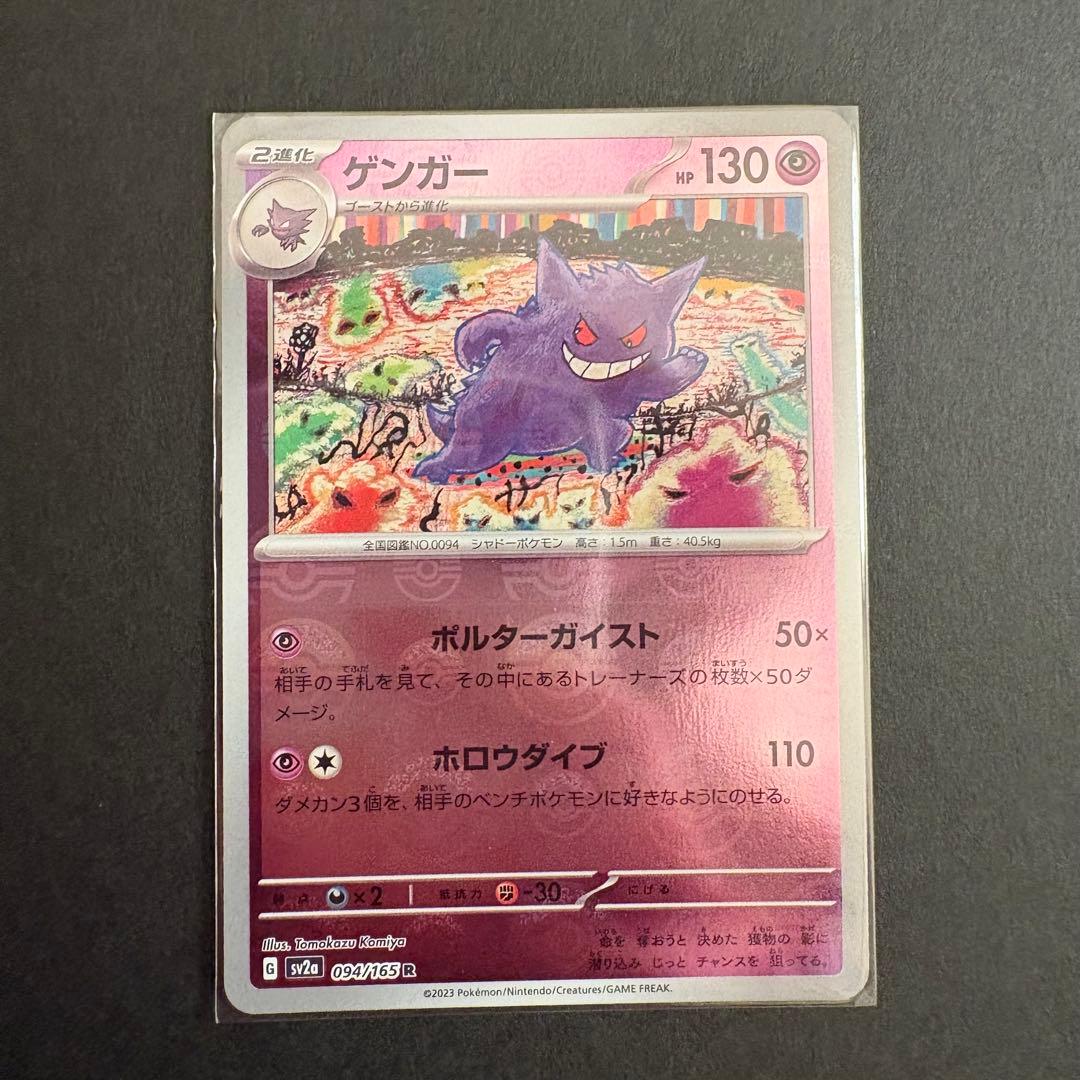 2進化
ゲンガー
HP 130
ゴーストから進化
全国図鑑NO.0094 シャドーポケモン 高さ:1.5m 重さ:40.5kg
ポルターガイスト 50×
相手の手札を見て、その中にあるトレーナーズの枚数×50ダ
メージ。
ホロウダイブ 110
ダメカン3個を、相手のベンチポケモンに好きなようにのせる。
弱点 ×2 抵抗力 -30 にげる
Illus. Tomokazu Komiya
命を奪おうと 決めた 獲物の 影に
潜り込み じっと チャンスを 狙ってる。
G sv2a 094/165 R
©2023 Pokémon/Nintendo/Creatures/GAME FREAK.